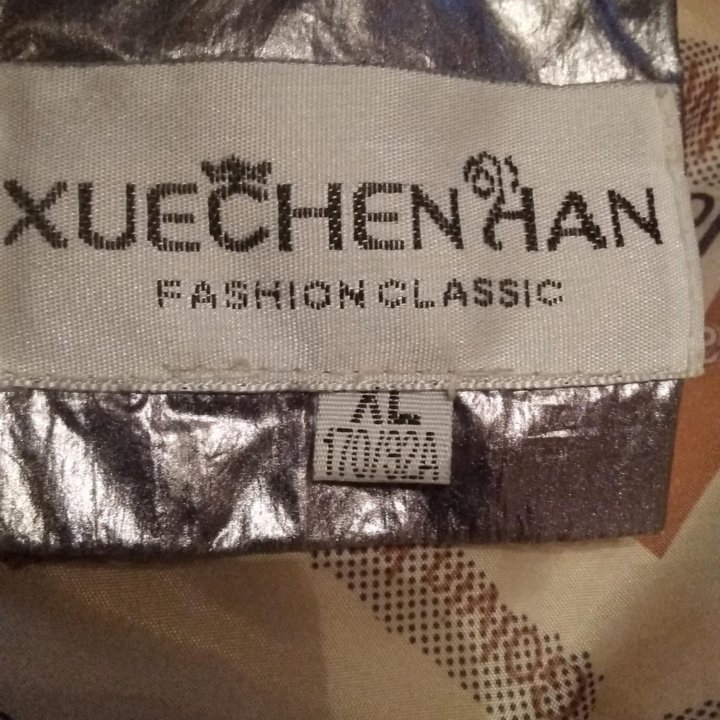 XUECHENHAN
FASHION CLASSIC
XL
170/92A